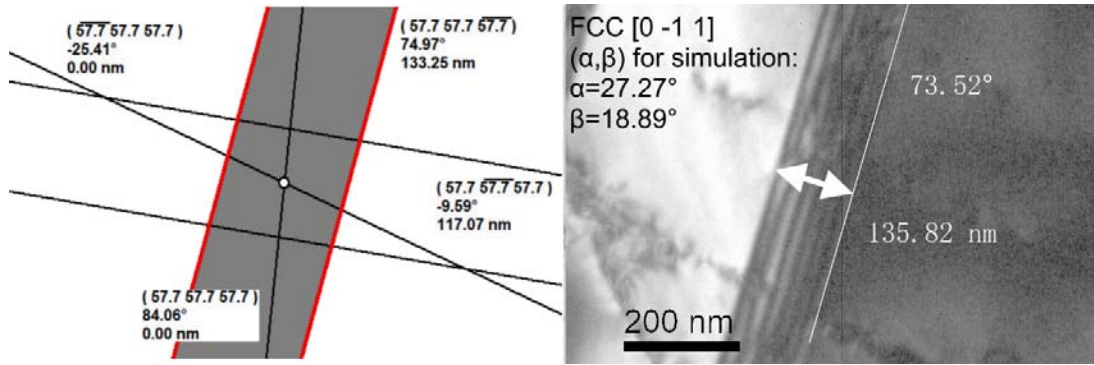 ( 57.7 57.7 57.7 )
-25.41°
0.00 nm
( 57.7 57.7 57.7 )
74.97°
133.25 nm
( 57.7 57.7 57.7 )
-9.59°
117.07 nm
( 57.7 57.7 57.7 )
84.06°
0.00 nm
FCC [0 -1 1]
(α,β) for simulation:
α=27.27°
β=18.89°
73.52°
135.82 nm
200 nm